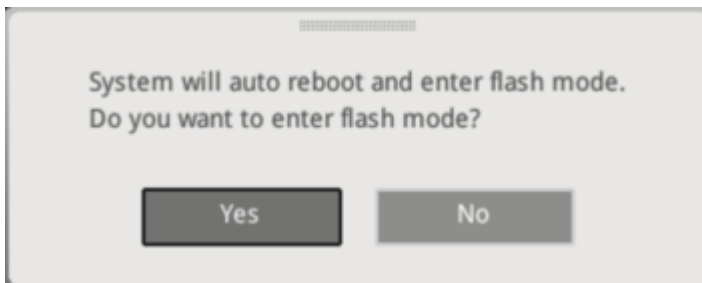 System will auto reboot and enter flash mode.
Do you want to enter flash mode?
Yes
No